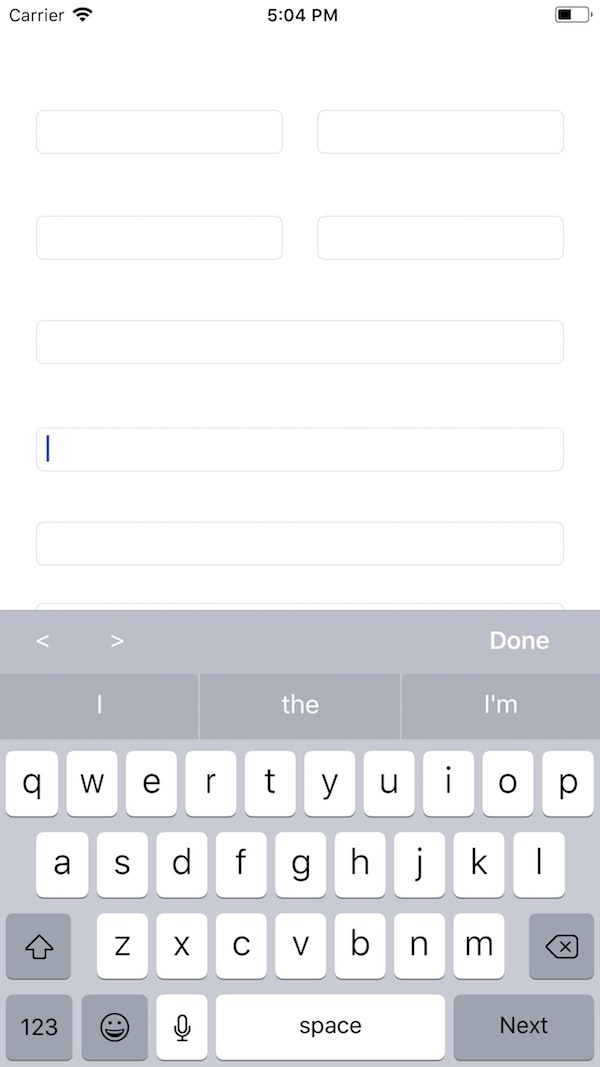 Carrier 5:04 PM
< > Done
I the I'm
q w e r t y u i o p
a s d f g h j k l
z x c v b n m
123 space Next